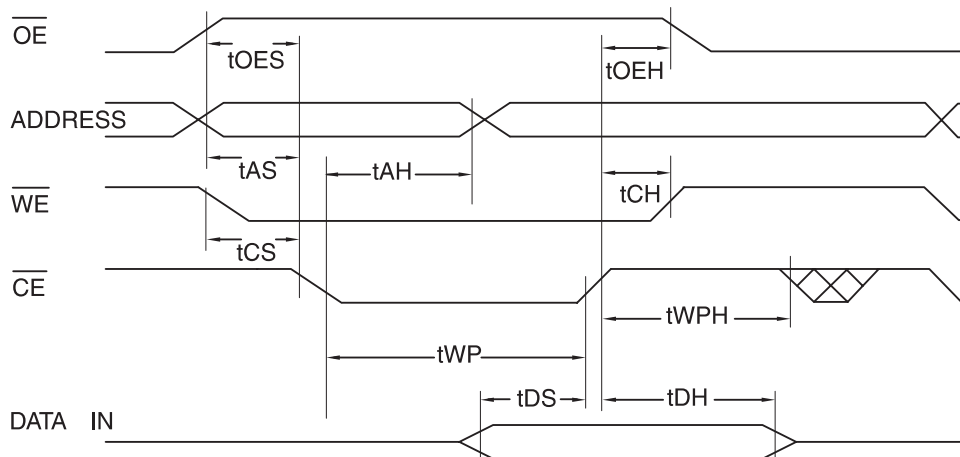 OE
tOES
tOEH
ADDRESS
tAS
tAH
WE
tCH
tCS
CE
tWPH
tWP
tDS
tDH
DATA IN